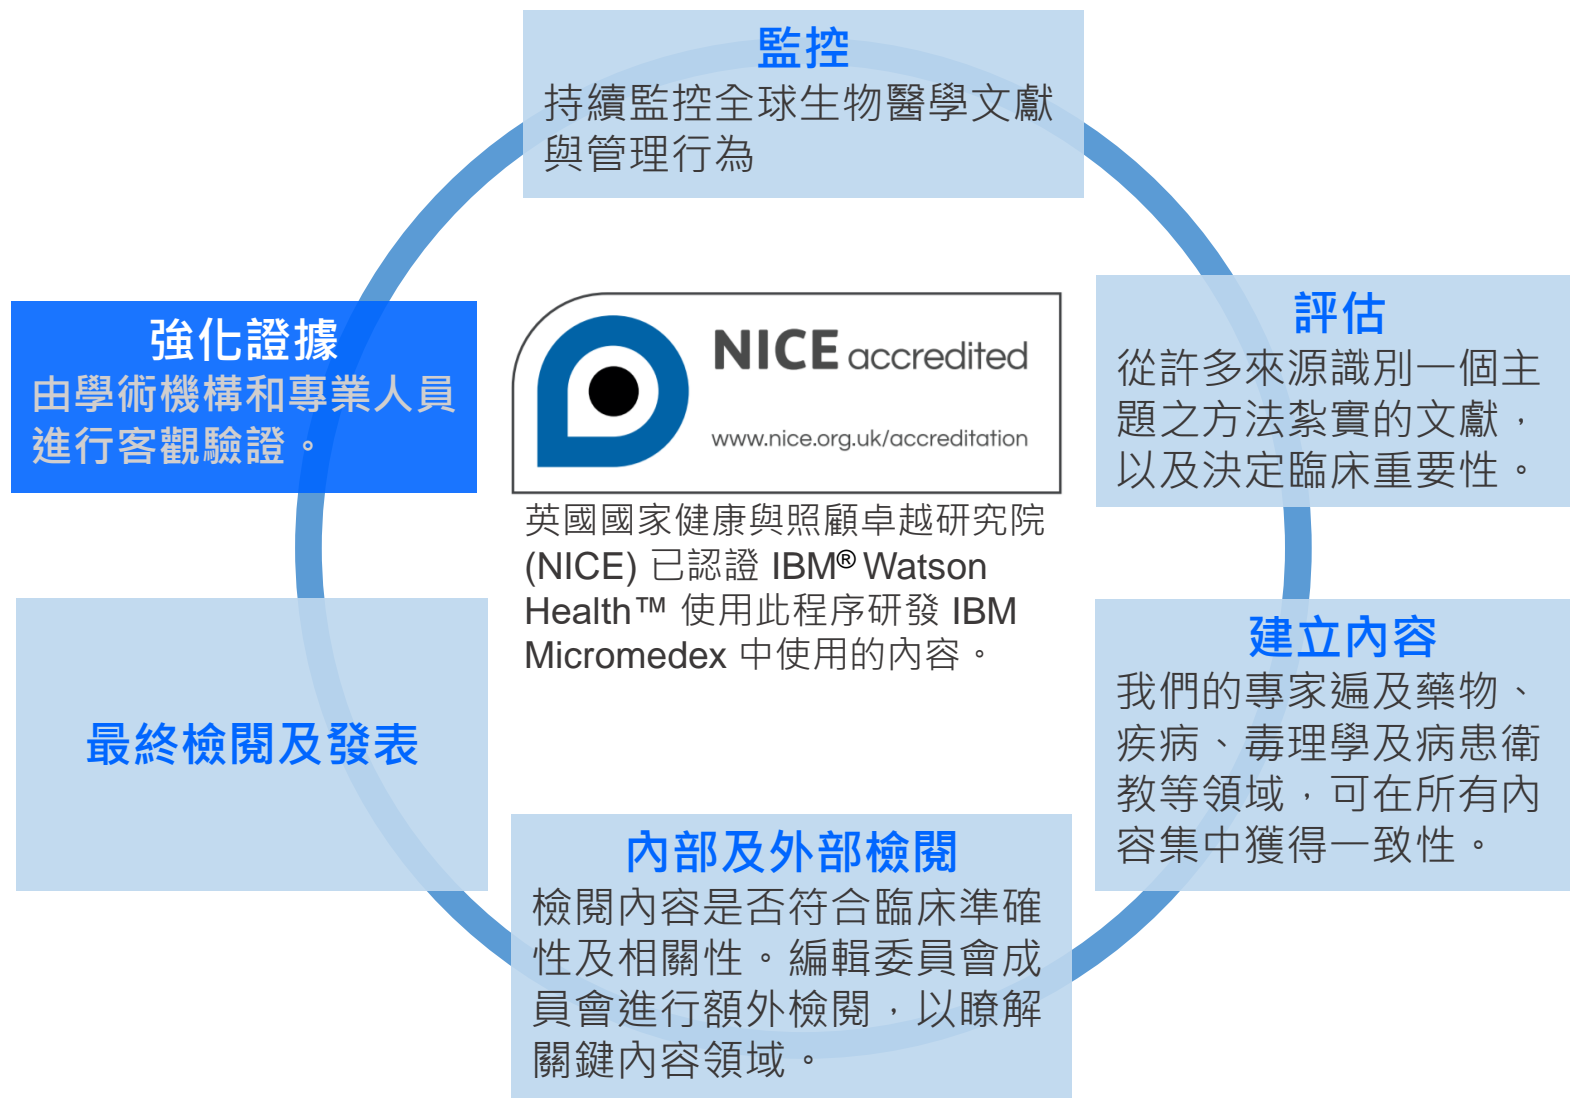 監控
持續監控全球生物醫學文獻
與管理行為
評估
從許多來源識別一個主
題之方法紮實的文獻，
以及決定臨床重要性。
建立內容
我們的專家遍及藥物、
疾病、毒理學及病患衛
教等領域，可在所有內
容集中獲得一致性。
內部及外部檢閱
檢閱內容是否符合臨床準確
性及相關性。編輯委員會成
員會進行額外檢閱，以瞭解
關鍵內容領域。
最終檢閱及發表
強化證據
由學術機構和專業人員
進行客觀驗證。
NICE accredited
www.nice.org.uk/accreditation
英國國家健康與照顧卓越研究院
(NICE) 已認證 IBM® Watson
Health™ 使用此程序研發 IBM
Micromedex 中使用的內容。